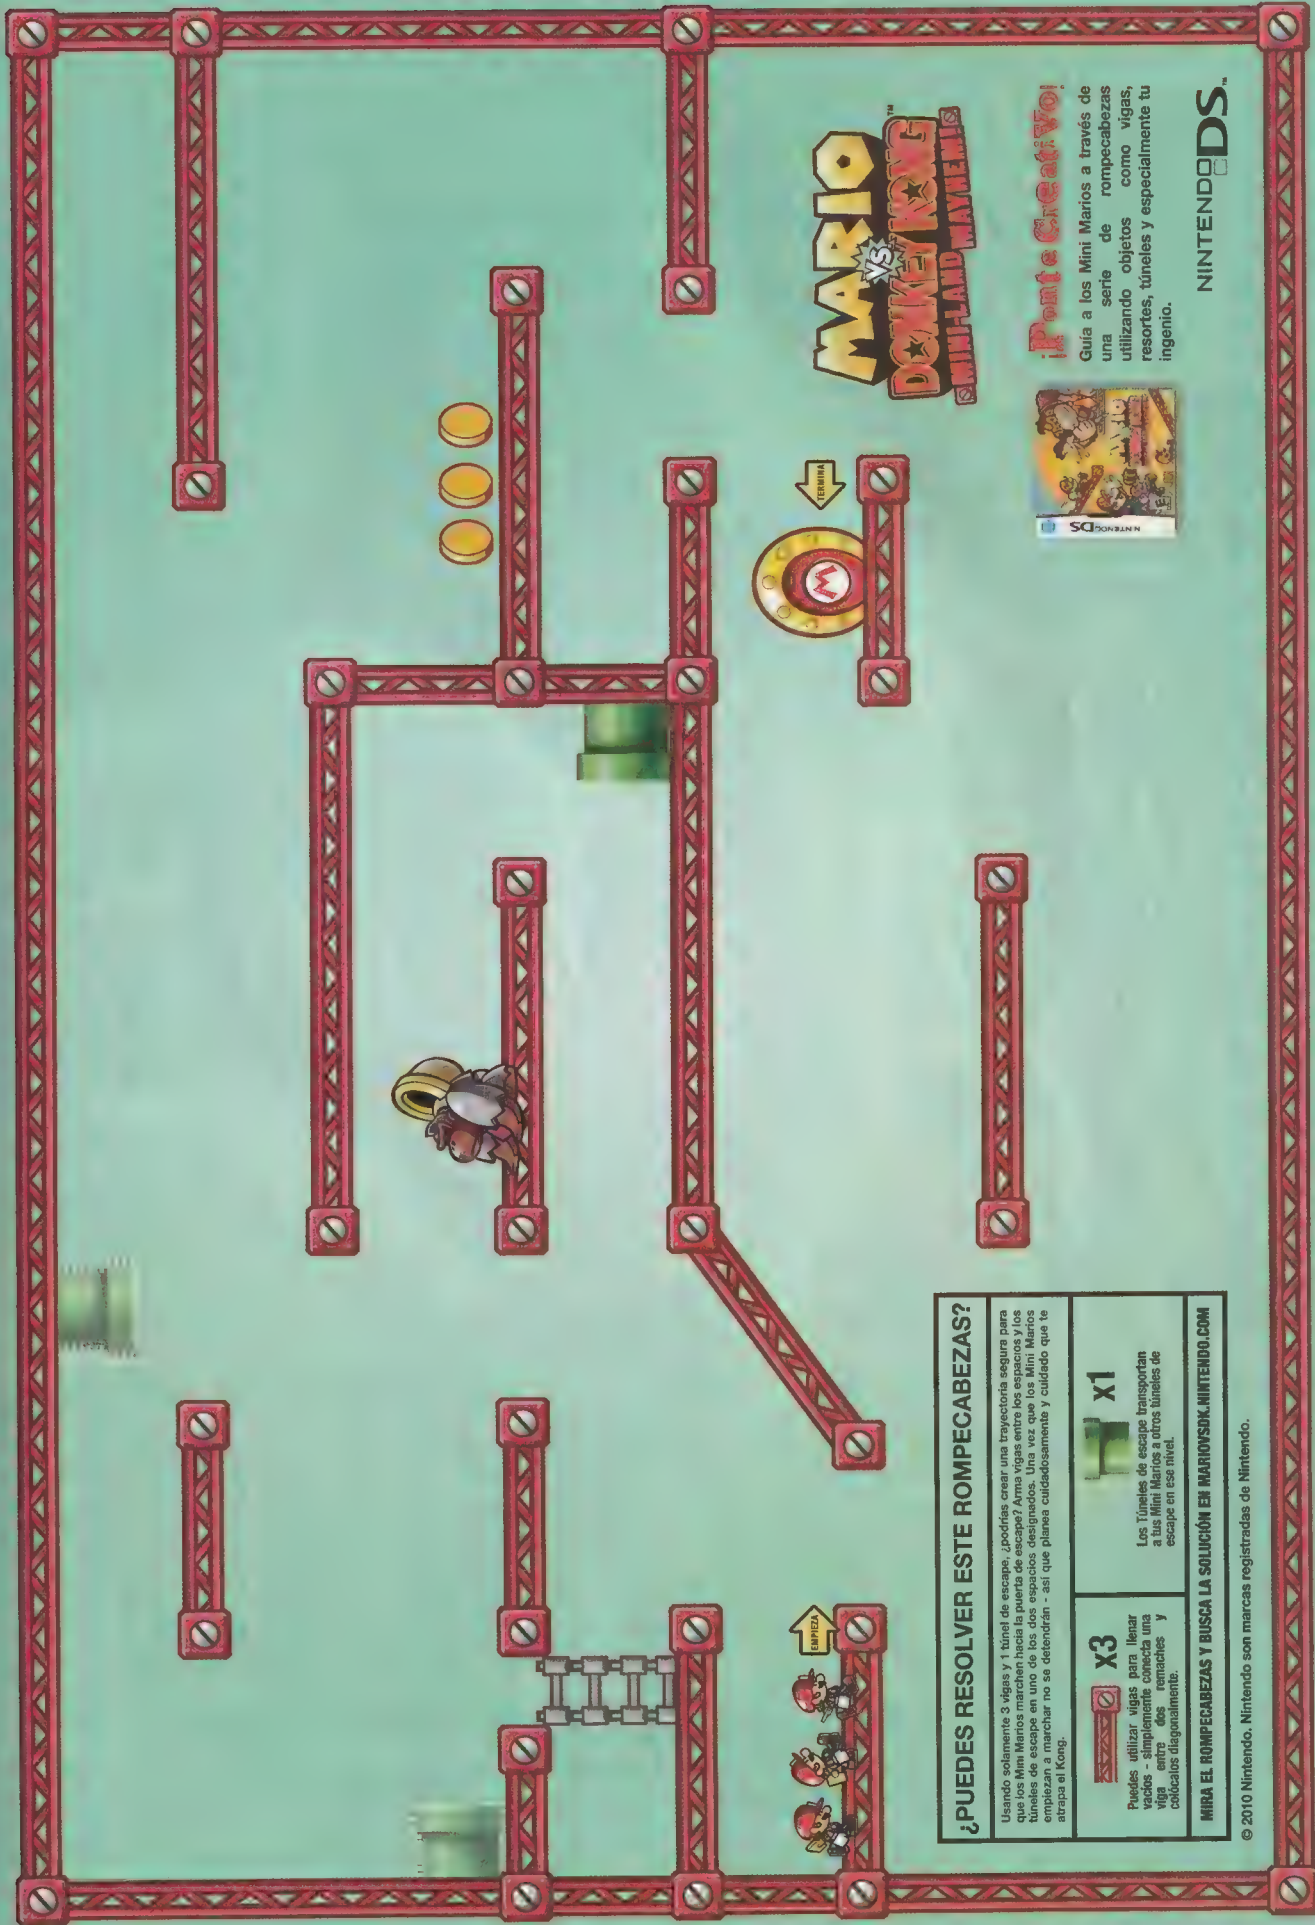 EMPIEZA
TERMINA
M
MARIO
VS
DONKEY KONG™
MINI-LAND MAYHEM!
¡Ponte Creativo!
Guía a los Mini Marios a través de
una serie de rompecabezas
utilizando objetos como vigas,
resortes, túneles y especialmente tu
ingenio.
NINTENDO DS
NINTENDO DS™
¿PUEDES RESOLVER ESTE ROMPECABEZAS?
Usando solamente 3 vigas y 1 túnel de escape, ¿podrías crear una trayectoria segura para
que los Mini Marios marchen hacia la puerta de escape? Arma vigas entre los espacios y los
túneles de escape en uno de los dos espacios designados. Una vez que los Mini Marios
empiezan a marchar no se detendrán - así que planea cuidadosamente y cuidado que te
atrapa el Kong.
X3
Puedes utilizar vigas para llenar
vacíos - simplemente conecta una
viga entre dos remaches y
colócalos diagonalmente.
X1
Los Túneles de escape transportan
a tus Mini Marios a otros túneles de
escape en ese nivel.
MIRA EL ROMPECABEZAS Y BUSCA LA SOLUCIÓN EN MARIOVSDK.NINTENDO.COM
© 2010 Nintendo. Nintendo son marcas registradas de Nintendo.